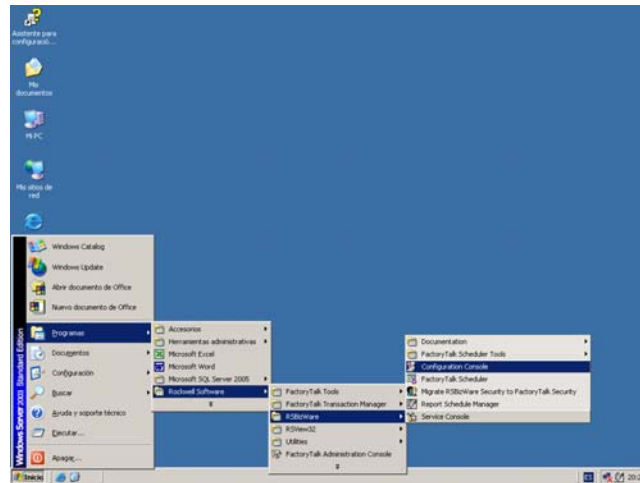 Asistente para
configuració...
Mis
documentos
Mi PC
Mis sitios de
red
Windows Server 2003 Standard Edition
Windows Catalog
Windows Update
Abrir documento de Office
Nuevo documento de Office
Programas
Documentos
Configuración
Buscar
Ayuda y soporte técnico
Ejecutar...
Apagar...
Accesorios
Herramientas administrativas
Microsoft Excel
Microsoft Word
Microsoft SQL Server 2005
Rockwell Software
FactoryTalk Tools
FactoryTalk Transaction Manager
RSBizWare
RSView32
Utilities
FactoryTalk Administration Console
Documentation
FactoryTalk Scheduler Tools
Configuration Console
FactoryTalk Scheduler
Migrate RSBizWare Security to FactoryTalk Security
Report Schedule Manager
Service Console
Inicio
ES